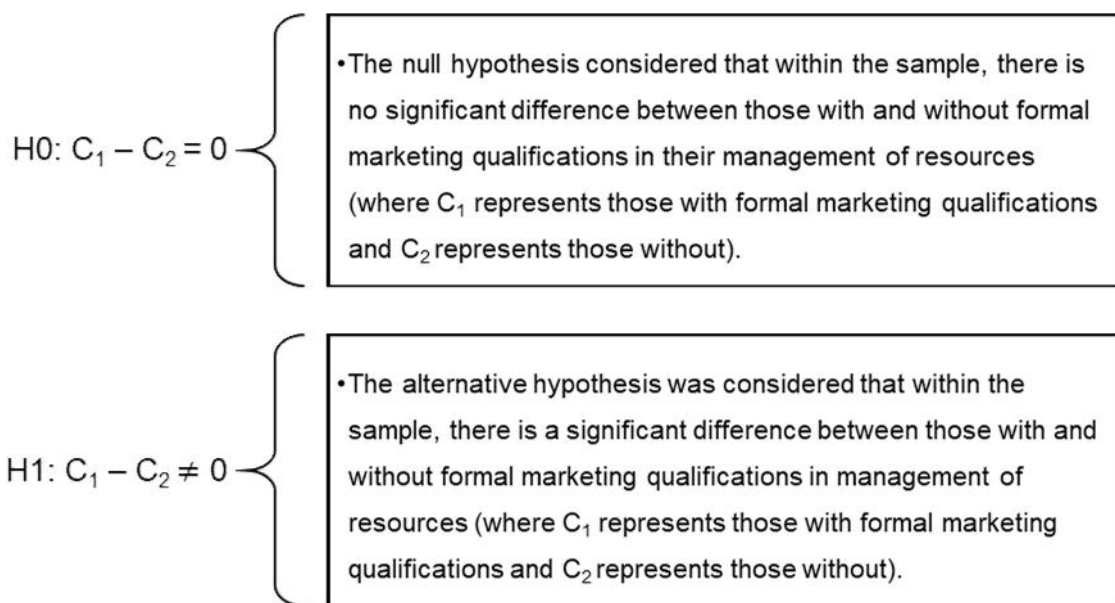 H0: C₁ – C₂ = 0
•The null hypothesis considered that within the sample, there is
no significant difference between those with and without formal
marketing qualifications in their management of resources
(where C₁ represents those with formal marketing qualifications
and C₂ represents those without).
H1: C₁ – C₂ ≠ 0
•The alternative hypothesis was considered that within the
sample, there is a significant difference between those with and
without formal marketing qualifications in management of
resources (where C₁ represents those with formal marketing
qualifications and C₂ represents those without).